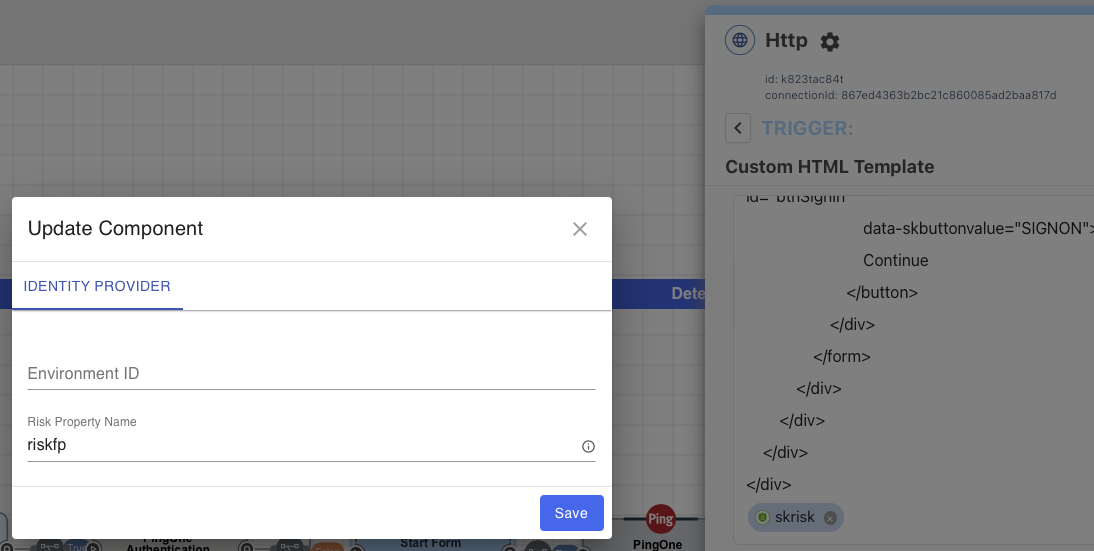 Http
id: k823tac84t
connectionId: 867ed4363b2bc21c860085ad2baa817d
TRIGGER:
Custom HTML Template
id="btnSignin"
data-skbuttonvalue="SIGNON">
Continue
</button>
</div>
</form>
</div>
</div>
</div>
</div>
skrisk
Update Component
IDENTITY PROVIDER
Environment ID
Risk Property Name
riskfp
Save
Dete
True
PingOne
Authentication
Start Form
Ping
PingOne